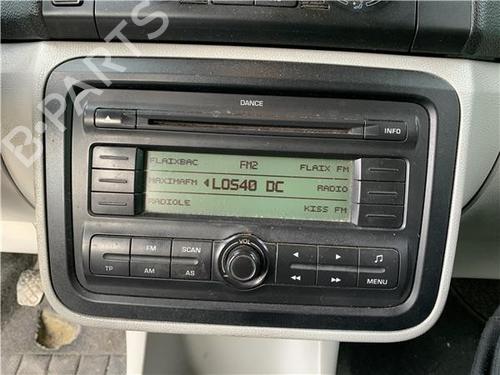 B-PARTS
DANCE
INFO
FLAIXBAC FM2 FLAIX FM
MAXIMAFM LOS40 DC RADIO
RADIOLE KISS FM
FM SCAN VOL
TP AM AS MENU